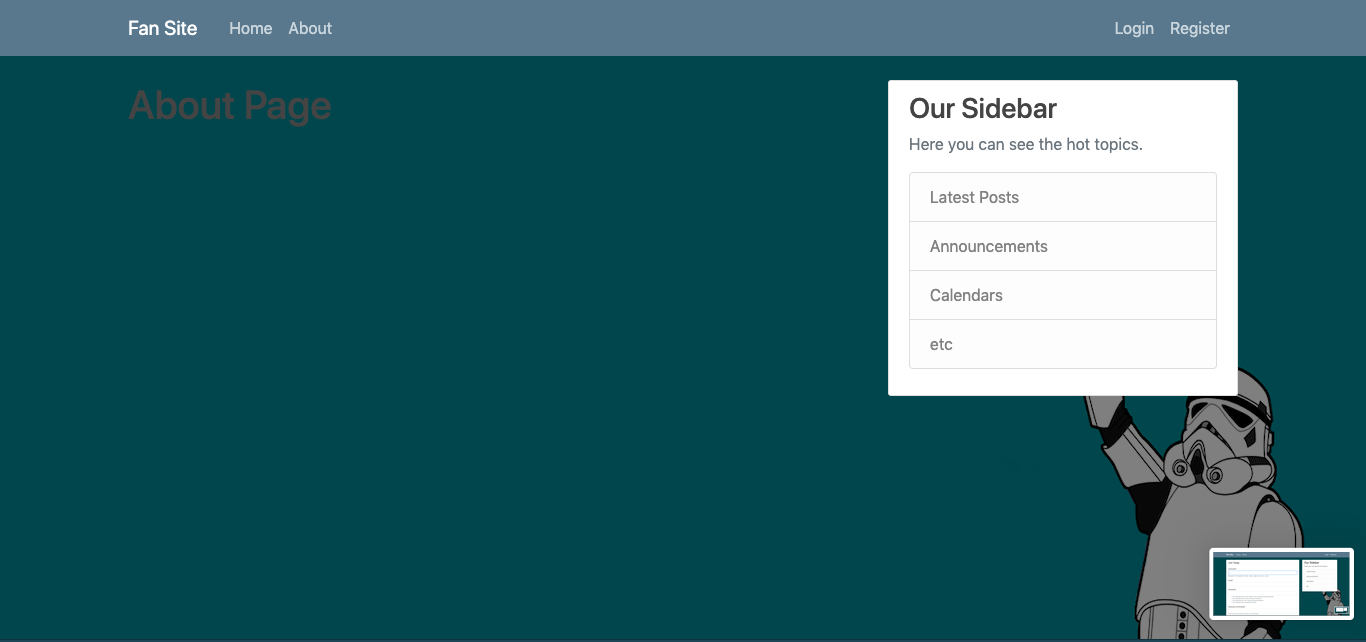 Fan Site Home About Login Register
About Page
Our Sidebar
Here you can see the hot topics.
Latest Posts
Announcements
Calendars
etc